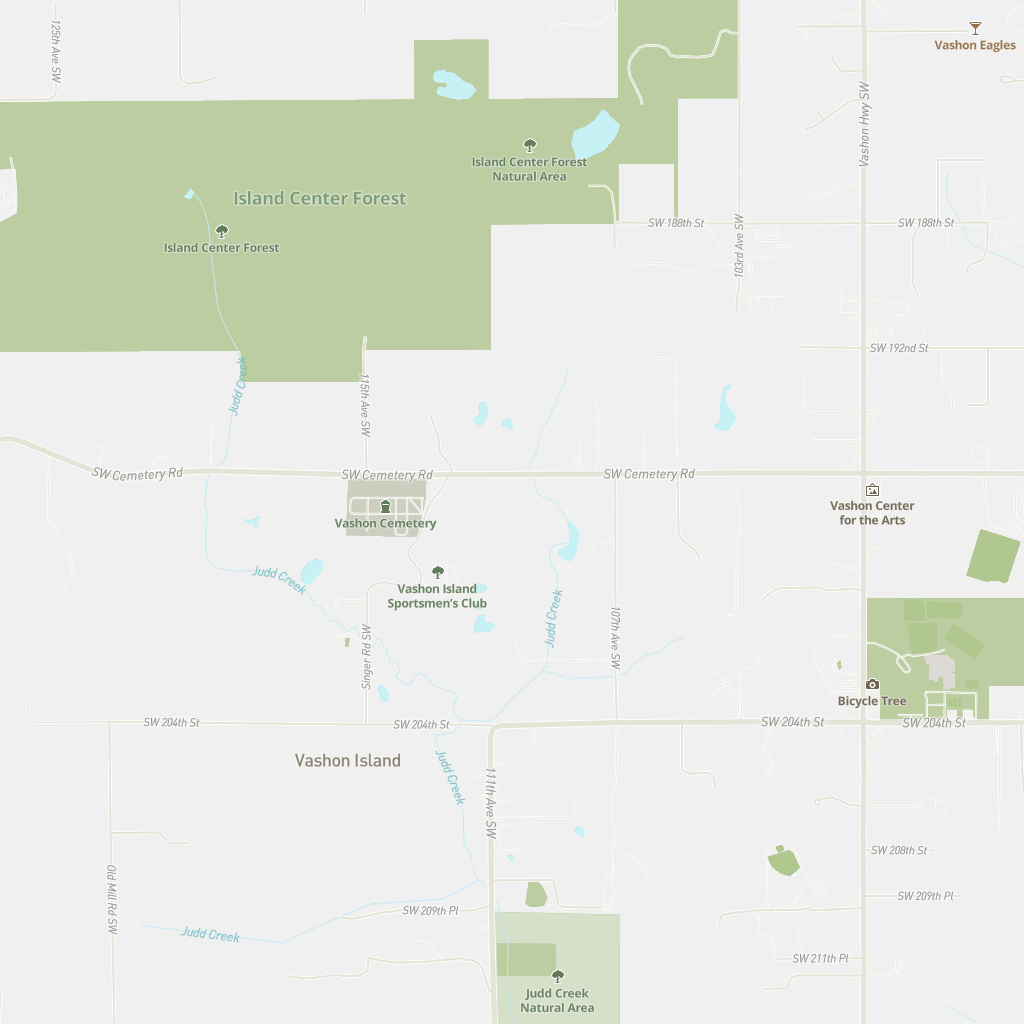 125th Ave SW
Vashon Eagles
Vashon Hwy SW
Island Center Forest
Natural Area
Island Center Forest
SW 188th St
SW 188th St
103rd Ave SW
Island Center Forest
SW 192nd St
Judd Creek
115th Ave SW
SW Cemetery Rd
SW Cemetery Rd
SW Cemetery Rd
Vashon Center
for the Arts
Vashon Cemetery
Judd Creek
Vashon Island
Sportsmen's Club
Judd Creek
107th Ave SW
Singer Rd SW
Bicycle Tree
SW 204th St
SW 204th St
SW 204th St
SW 204th St
Vashon Island
Judd Creek
111th Ave SW
SW 208th St
Old Mill Rd SW
SW 209th Pl
SW 209th Pl
Judd Creek
SW 211th Pl
Judd Creek
Natural Area